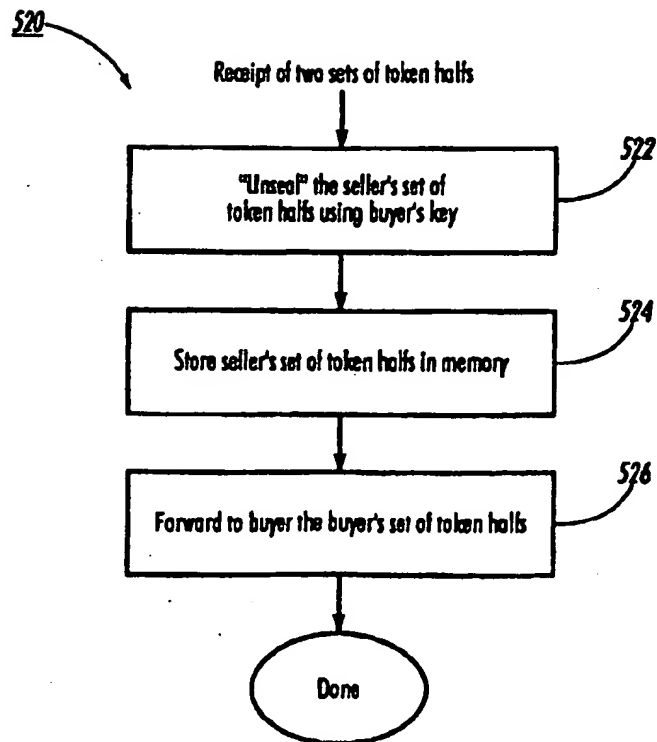 520
Receipt of two sets of token halfs
522
"Unseal" the seller's set of
token halfs using buyer's key
524
Store seller's set of token halfs in memory
526
Forward to buyer the buyer's set of token halfs
Done